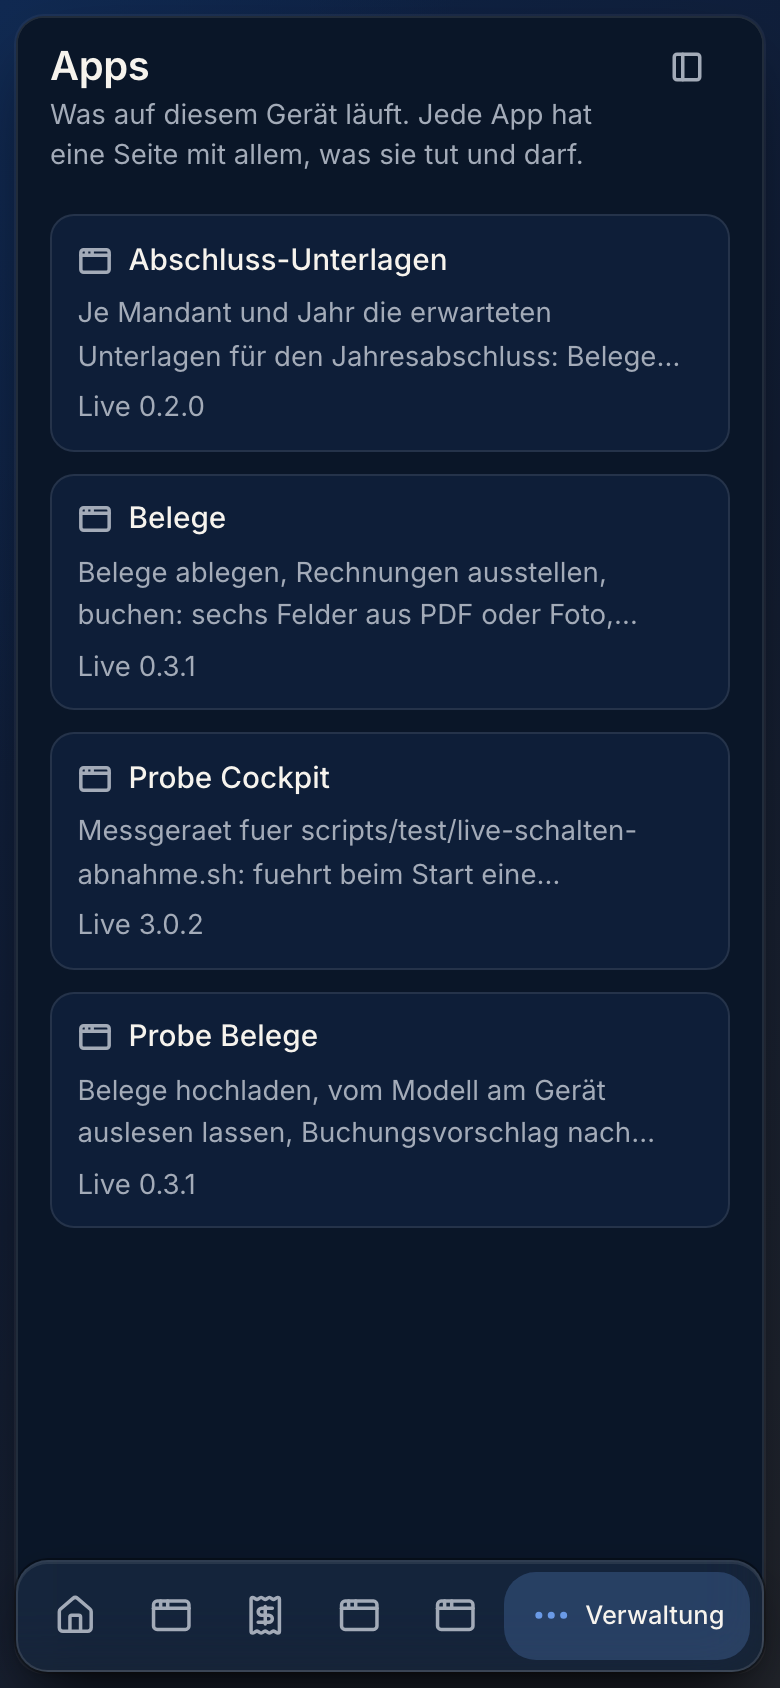 Apps
Was auf diesem Gerät läuft. Jede App hat
eine Seite mit allem, was sie tut und darf.
Abschluss-Unterlagen
Je Mandant und Jahr die erwarteten
Unterlagen für den Jahresabschluss: Belege...
Live 0.2.0
Belege
Belege ablegen, Rechnungen ausstellen,
buchen: sechs Felder aus PDF oder Foto,...
Live 0.3.1
Probe Cockpit
Messgeraet fuer scripts/test/live-schalten-
abnahme.sh: fuehrt beim Start eine...
Live 3.0.2
Probe Belege
Belege hochladen, vom Modell am Gerät
auslesen lassen, Buchungsvorschlag nach...
Live 0.3.1
Verwaltung